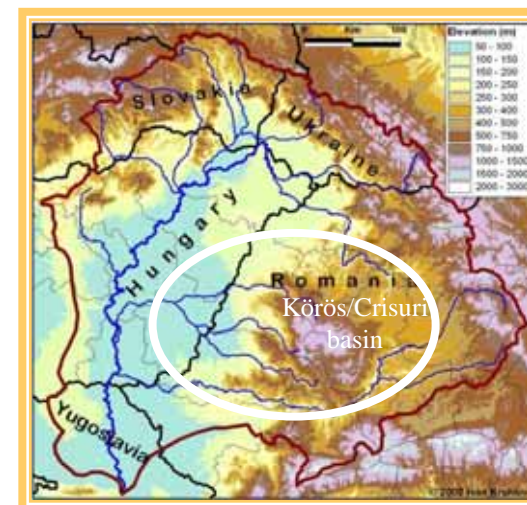 Elevation (m)
50 - 100
100 - 150
150 - 200
200 - 250
250 - 300
300 - 400
400 - 500
500 - 750
750 - 1000
1000 - 1500
1500 - 2000
2000 - 3000
Slovakia
Ukraine
Hungary
Romania
Körös/Crisuri
basin
Yugoslavia